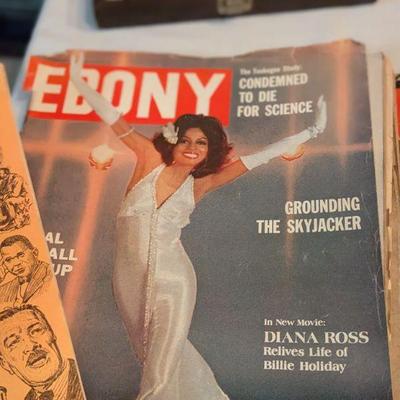 EBONY
The Tuskegee Study:
CONDEMNED
TO DIE
FOR SCIENCE
GROUNDING
THE SKYJACKER
AL
ALL
UP
In New Movie:
DIANA ROSS
Relives Life of
Billie Holiday